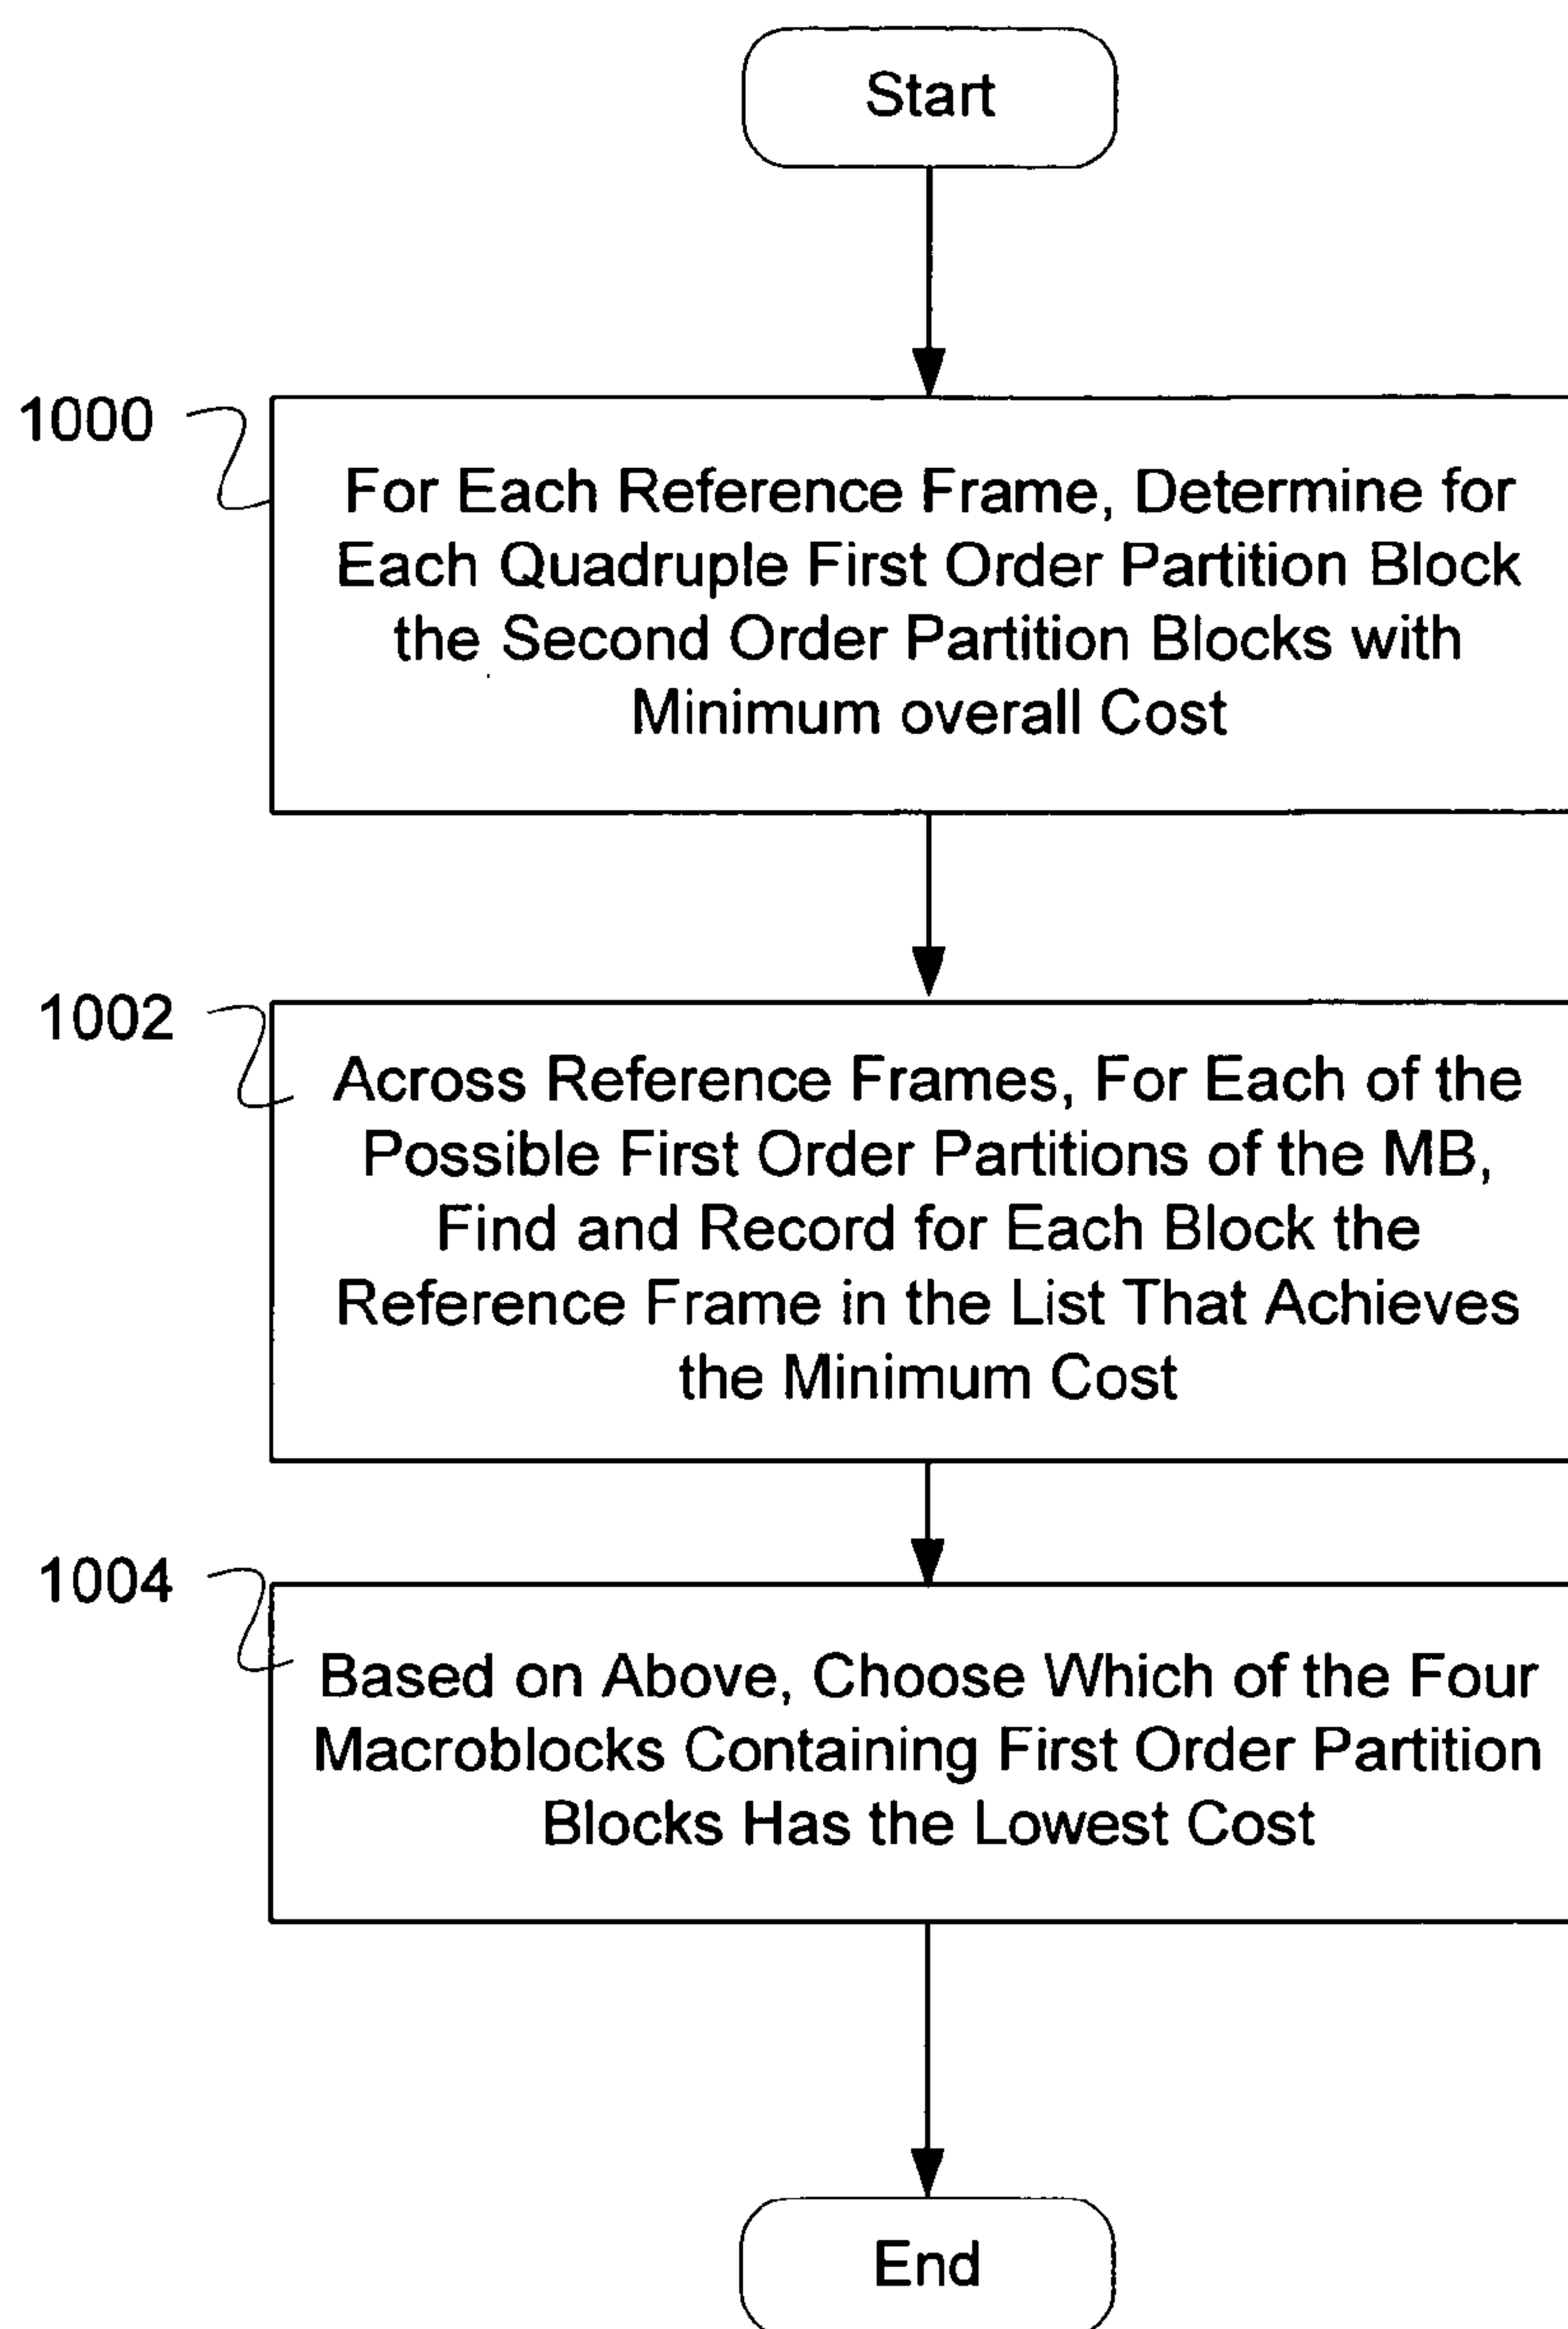 Start
1000
For Each Reference Frame, Determine for
Each Quadruple First Order Partition Block
the Second Order Partition Blocks with
Minimum overall Cost
1002
Across Reference Frames, For Each of the
Possible First Order Partitions of the MB,
Find and Record for Each Block the
Reference Frame in the List That Achieves
the Minimum Cost
1004
Based on Above, Choose Which of the Four
Macroblocks Containing First Order Partition
Blocks Has the Lowest Cost
End